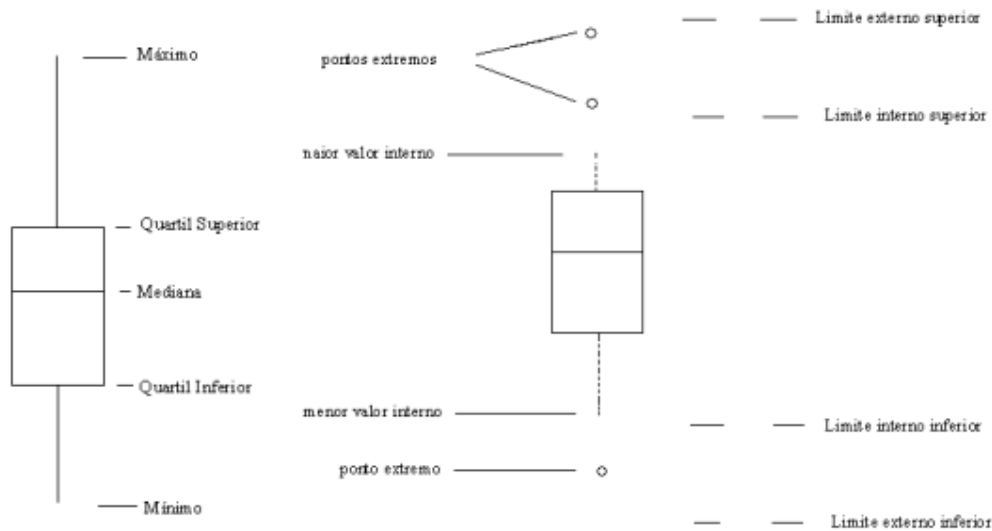 Máximo
Quartil Superior
Mediana
Quartil Inferior
Mínimo
pontos extremos
naior valor interno
menor valor interno
ponto extremo
Limite externo superior
Limite interno superior
Limite interno inferior
Limite externo inferior